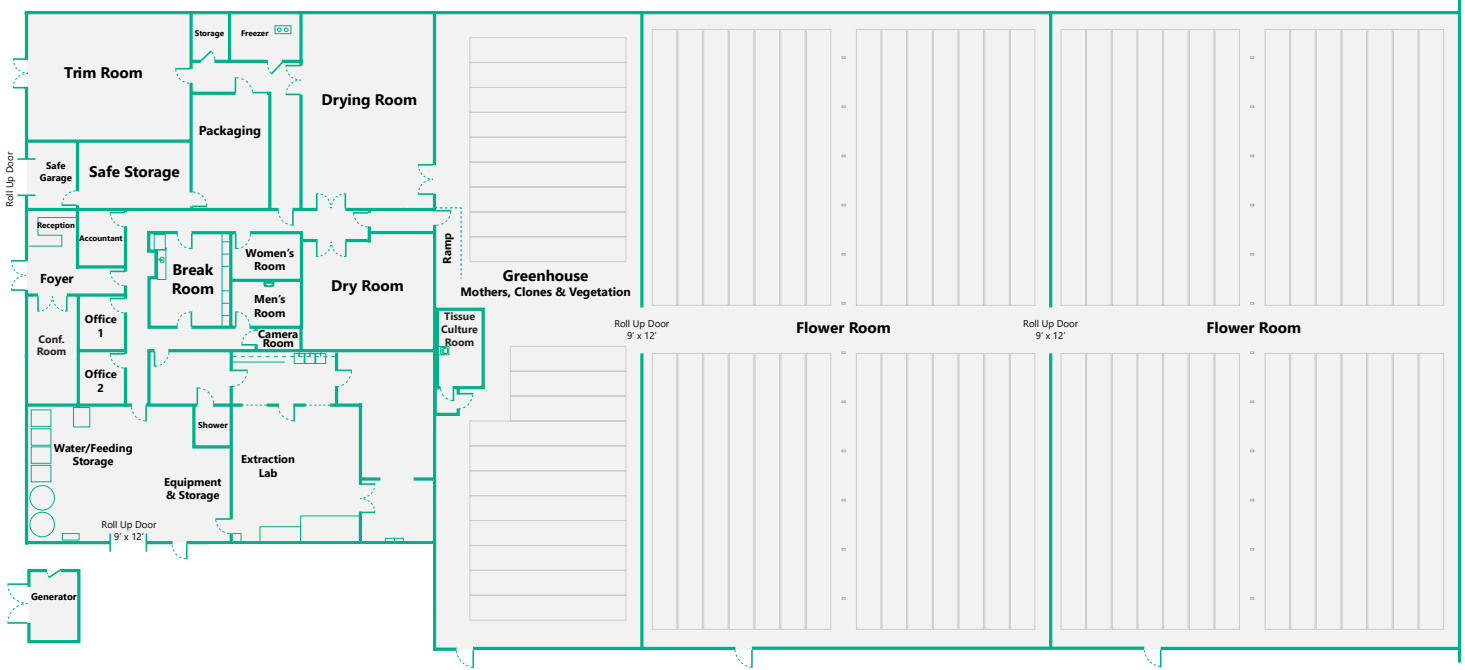 Storage
Freezer
Trim Room
Drying Room
Packaging
Roll Up Door
Safe
Garage
Safe Storage
Reception
Accountant
Foyer
Break
Room
Women's
Room
Men's
Room
Camera
Room
Dry Room
Ramp
Greenhouse
Mothers, Clones & Vegetation
Conf.
Room
Office
1
Office
2
Tissue
Culture
Room
Roll Up Door
9' x 12'
Flower Room
Roll Up Door
9' x 12'
Flower Room
Shower
Water/Feeding
Storage
Equipment
& Storage
Extraction
Lab
Roll Up Door
9' x 12'
Generator